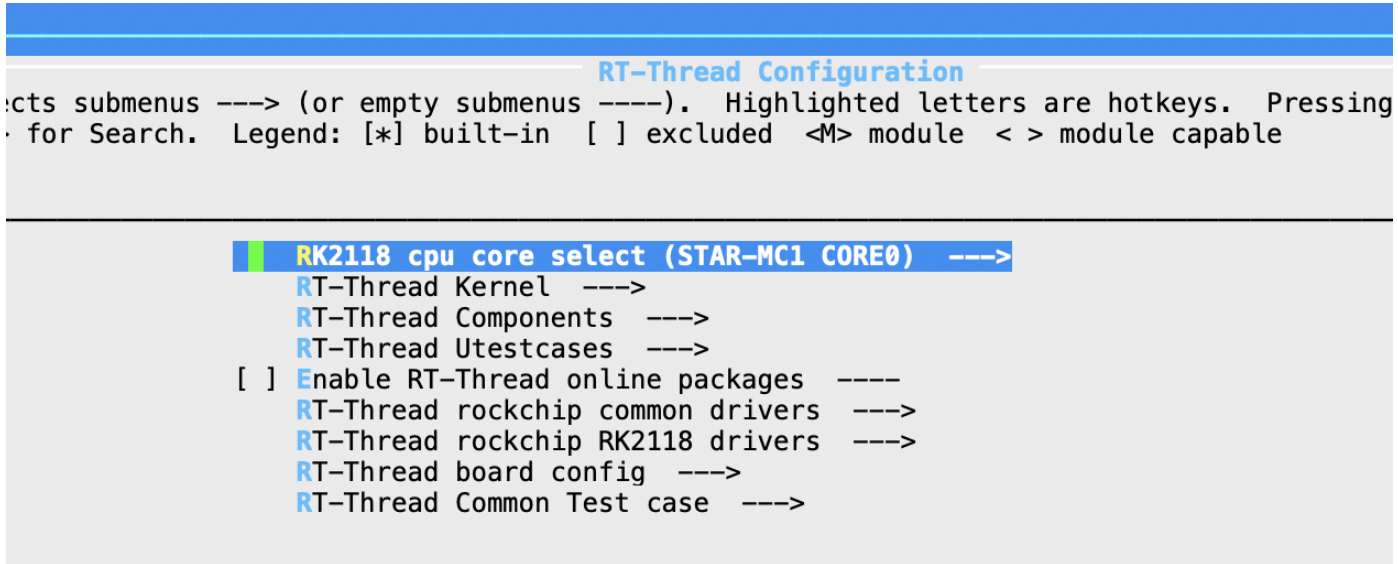 RT-Thread Configuration
ects submenus ---> (or empty submenus ----).  Highlighted letters are hotkeys.  Pressing
> for Search.  Legend: [*] built-in  [ ] excluded  <M> module  < > module capable
RK2118 cpu core select (STAR-MC1 CORE0)  --->
RT-Thread Kernel  --->
RT-Thread Components  --->
RT-Thread Utestcases  --->
[ ] Enable RT-Thread online packages  ----
RT-Thread rockchip common drivers  --->
RT-Thread rockchip RK2118 drivers  --->
RT-Thread board config  --->
RT-Thread Common Test case  --->